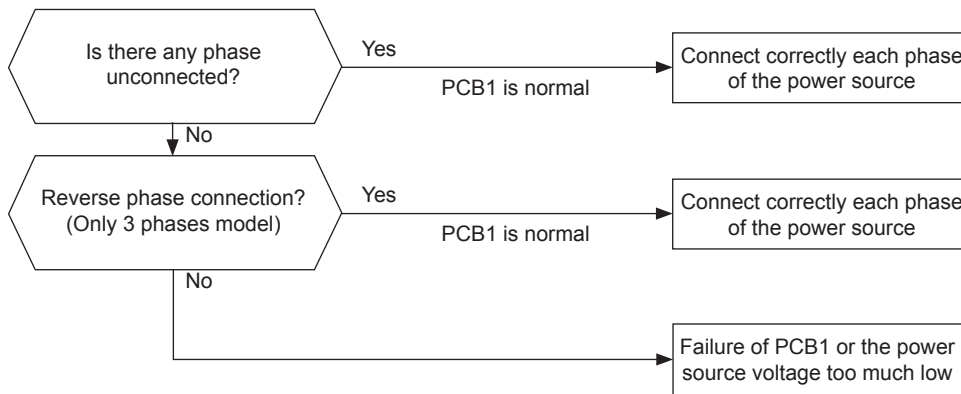 Is there any phase
unconnected?
Yes
PCB1 is normal
Connect correctly each phase
of the power source
No
Reverse phase connection?
(Only 3 phases model)
Yes
PCB1 is normal
Connect correctly each phase
of the power source
No
Failure of PCB1 or the power
source voltage too much low